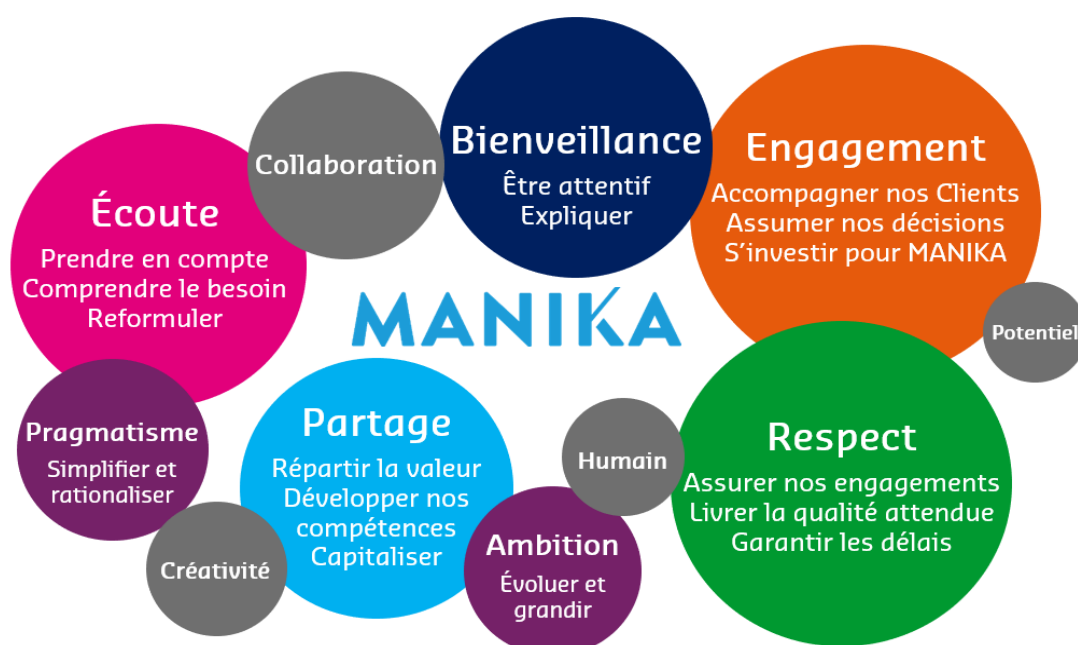 Collaboration
Bienveillance
Être attentif
Expliquer
Engagement
Accompagner nos Clients
Assumer nos décisions
S'investir pour MANIKA
Écoute
Prendre en compte
Comprendre le besoin
Reformuler
MANIKA
Potentiel
Pragmatisme
Simplifier et
rationaliser
Partage
Répartir la valeur
Développer nos
compétences
Capitaliser
Humain
Respect
Assurer nos engagements
Livrer la qualité attendue
Garantir les délais
Créativité
Ambition
Évoluer et
grandir